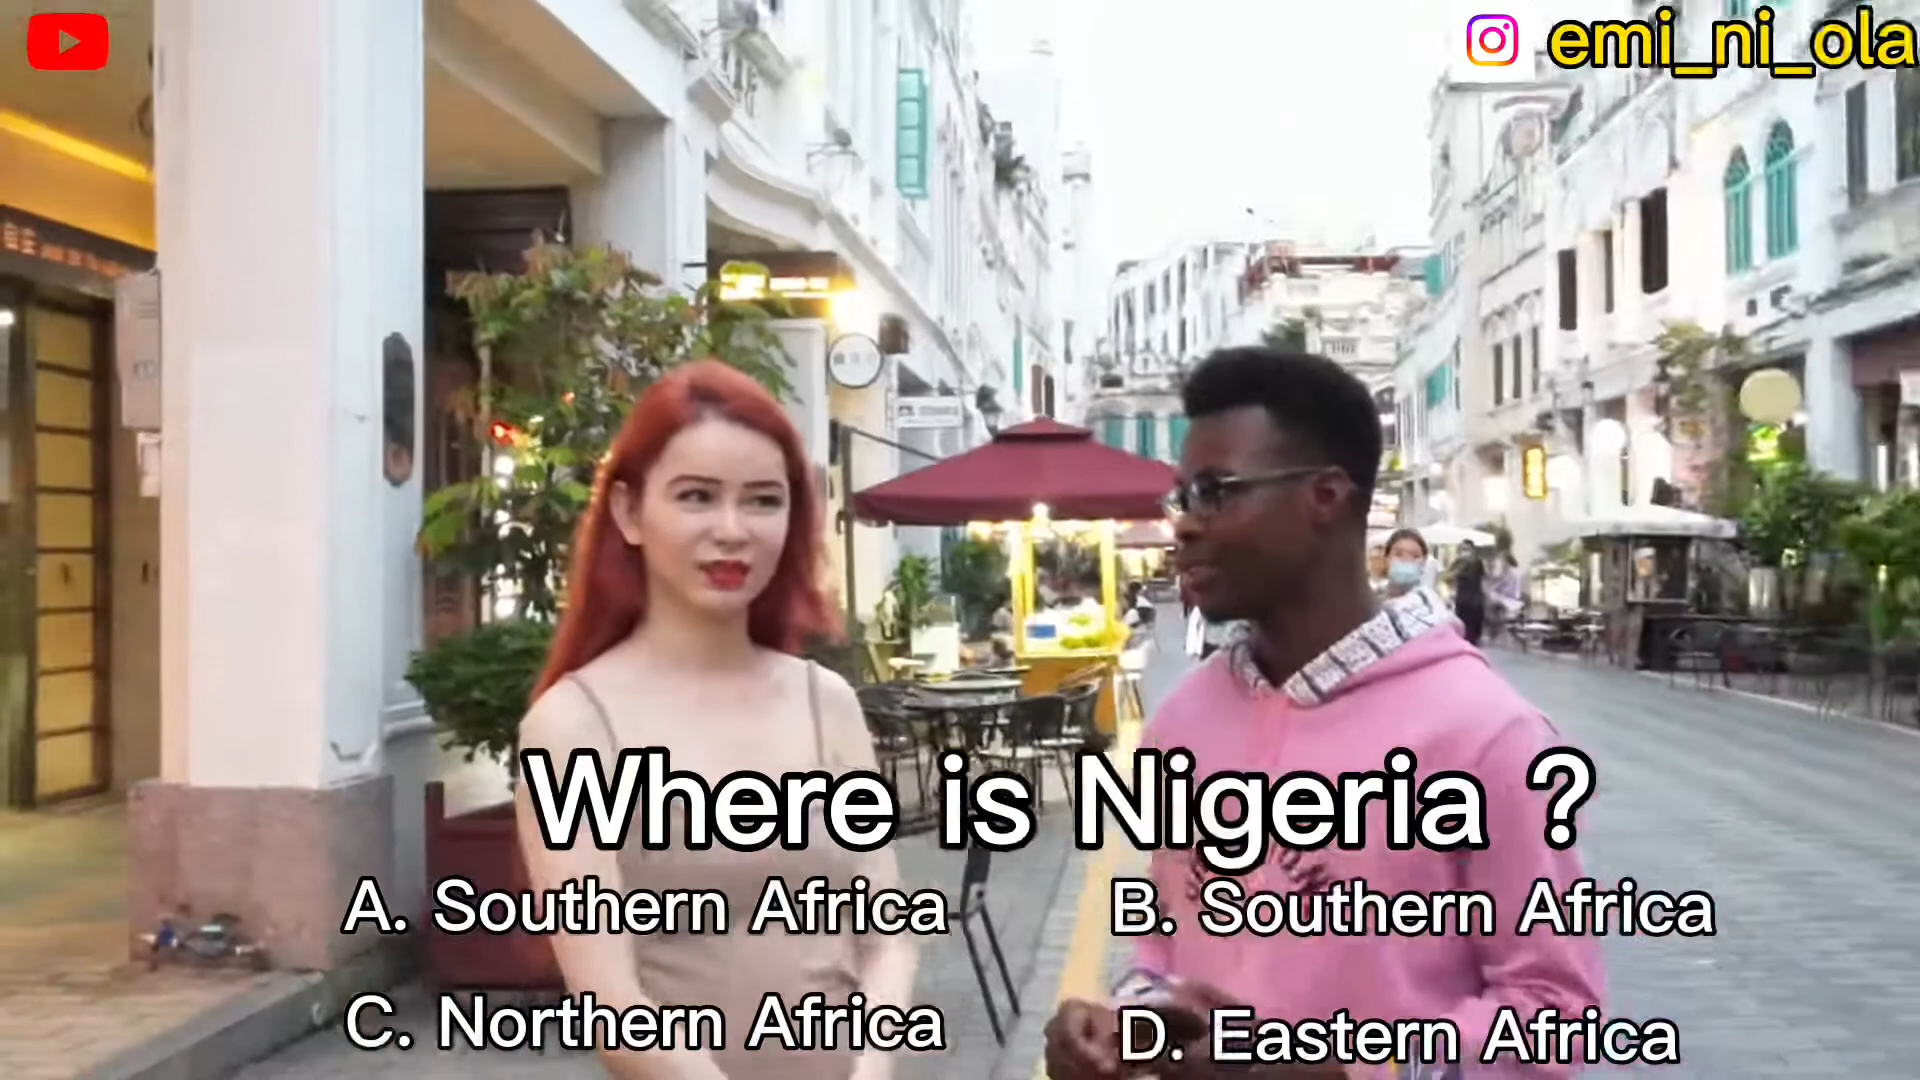 emi_ni_ola
Where is Nigeria ?
A. Southern Africa
B. Southern Africa
C. Northern Africa
D. Eastern Africa